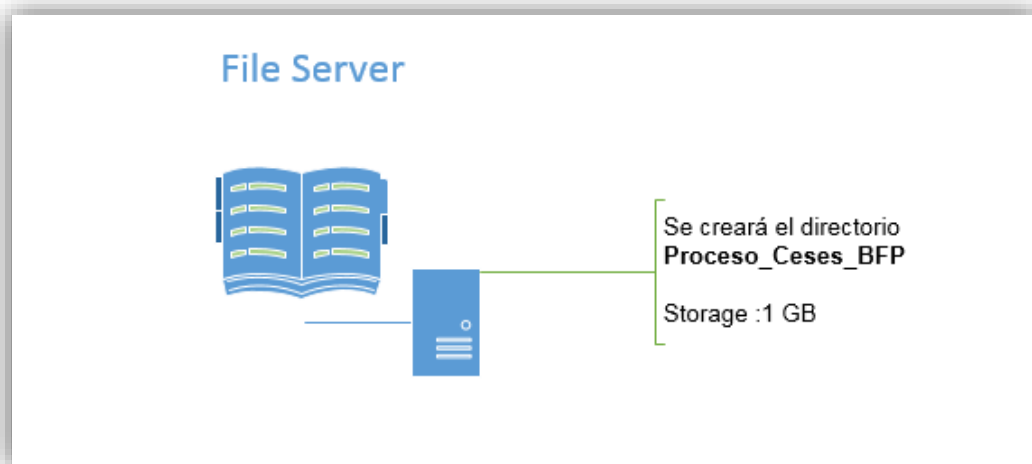 File Server
Se creará el directorio
Proceso_Ceses_BFP
Storage :1 GB